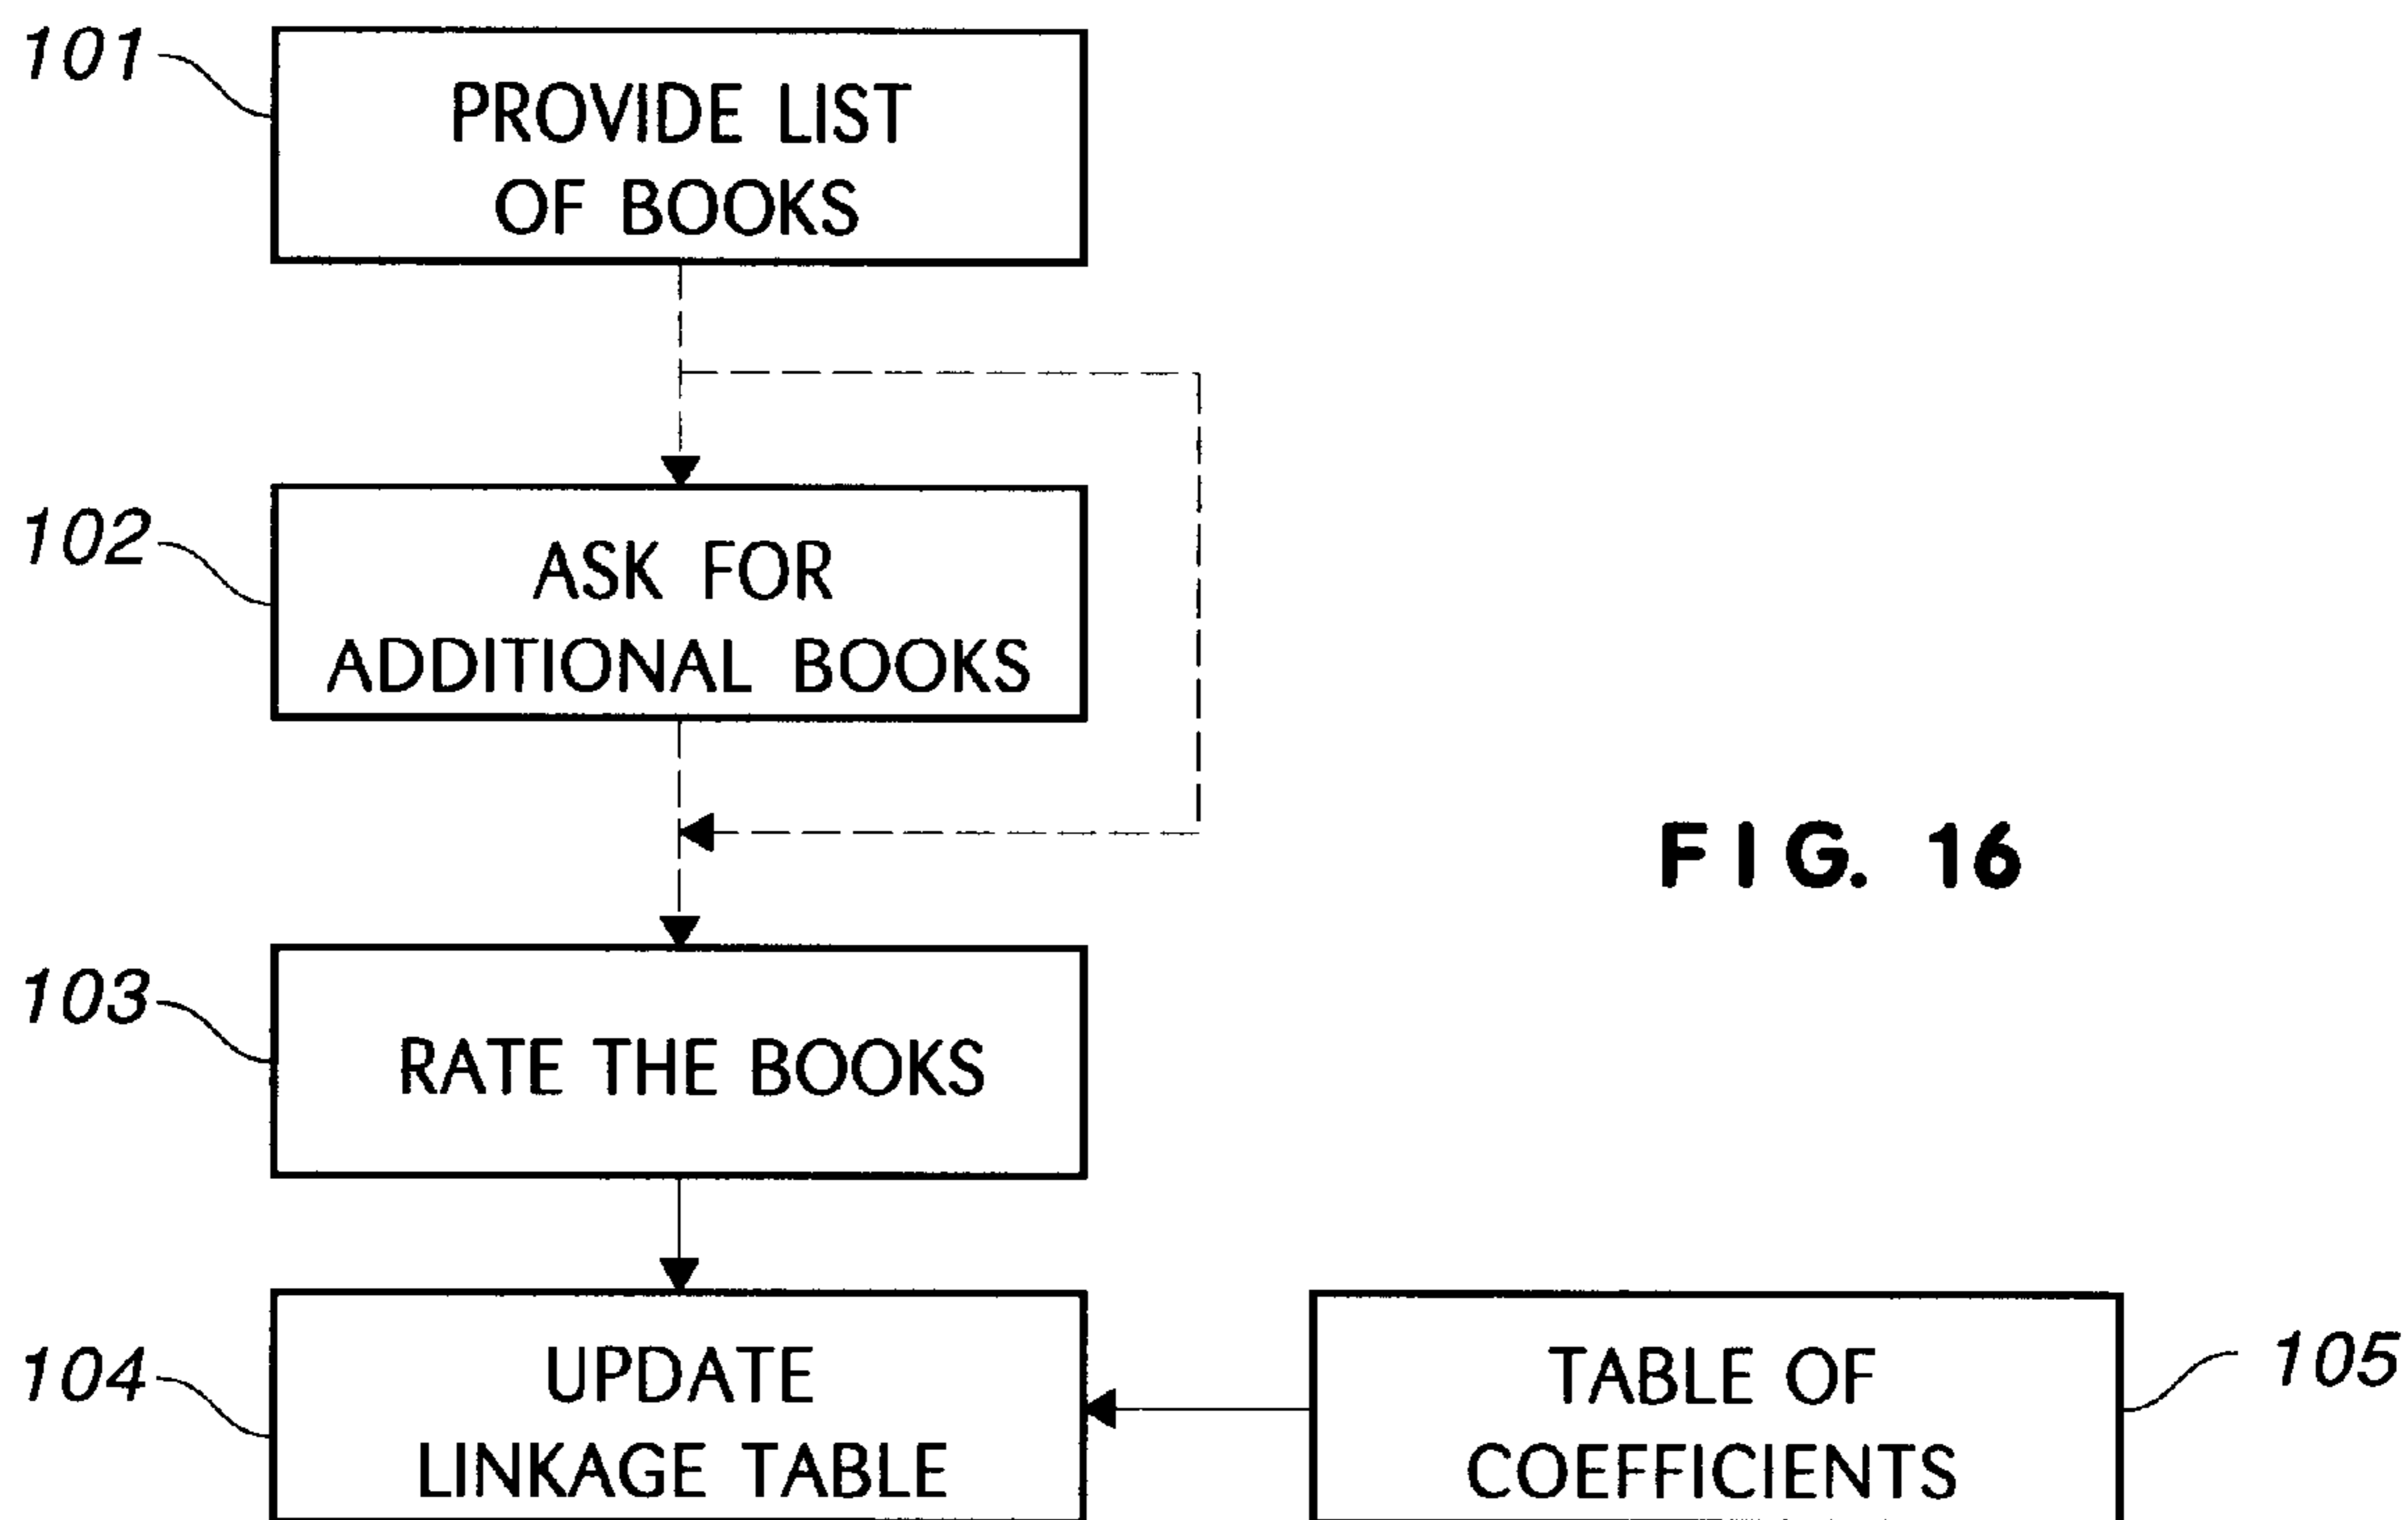 101
PROVIDE LIST
OF BOOKS
102
ASK FOR
ADDITIONAL BOOKS
FIG. 16
103
RATE THE BOOKS
104
UPDATE
LINKAGE TABLE
TABLE OF
COEFFICIENTS
105